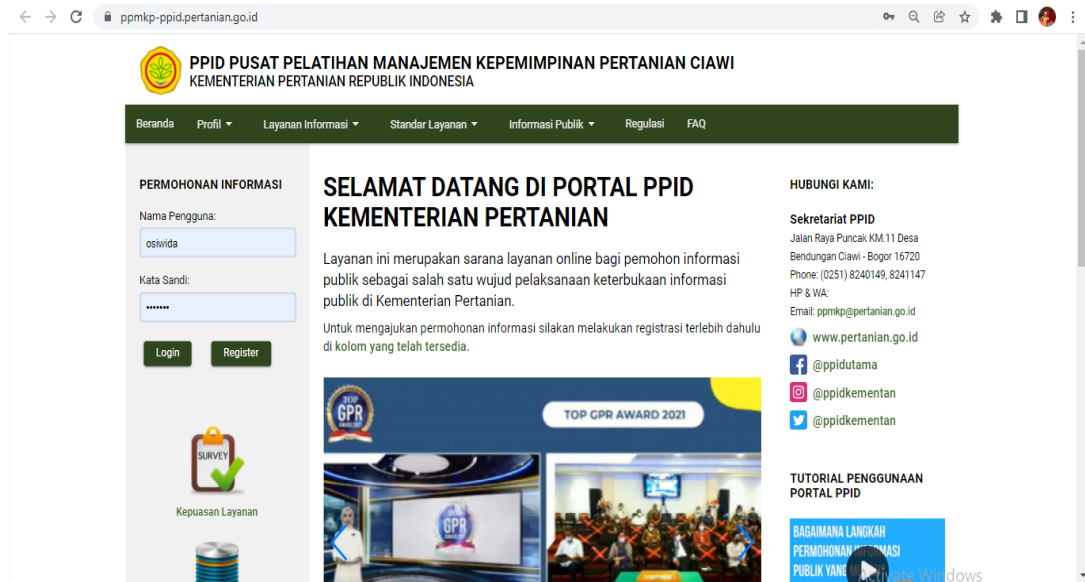 ppmkp-ppid.pertanian.go.id
PPID PUSAT PELATIHAN MANAJEMEN KEPEMIMPINAN PERTANIAN CIAWI
KEMENTERIAN PERTANIAN REPUBLIK INDONESIA
Beranda Profil Layanan Informasi Standar Layanan Informasi Publik Regulasi FAQ
PERMOHONAN INFORMASI
Nama Pengguna:
osiwida
Kata Sandi:
•••••••
Login Register
SURVEY
Kepuasan Layanan
SELAMAT DATANG DI PORTAL PPID
KEMENTERIAN PERTANIAN
Layanan ini merupakan sarana layanan online bagi pemohon informasi
publik sebagai salah satu wujud pelaksanaan keterbukaan informasi
publik di Kementerian Pertanian.
Untuk mengajukan permohonan informasi silakan melakukan registrasi terlebih dahulu
di kolom yang telah tersedia.
TOP
GPR
TOP GPR AWARD 2021
GPR
HUBUNGI KAMI:
Sekretariat PPID
Jalan Raya Puncak KM.11 Desa
Bendungan Ciawi - Bogor 16720
Phone: (0251) 8240149, 8241147
HP & WA:
Email: ppmkp@pertanian.go.id
www.pertanian.go.id
@ppidutama
@ppidkementan
@ppidkementan
TUTORIAL PENGGUNAAN
PORTAL PPID
BAGAIMANA LANGKAH
PERMOHONAN INFORMASI
PUBLIK YANG
Activate Windows